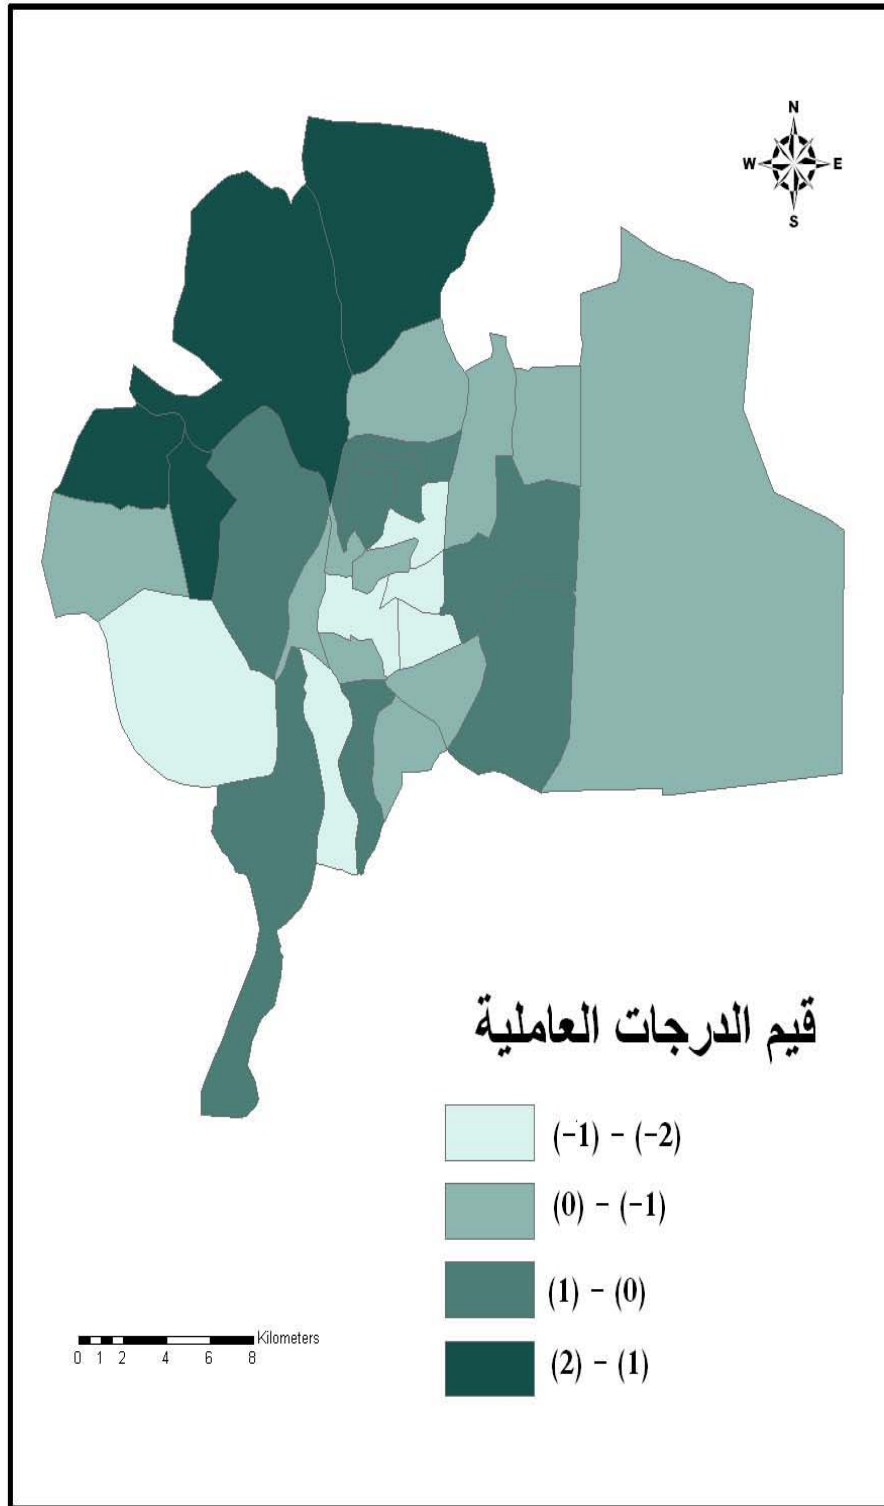 N
W E
S
قيم الدرجات العاملية
(-1) - (-2)
(0) - (-1)
(1) - (0)
(2) - (1)
Kilometers
0 1 2 4 6 8